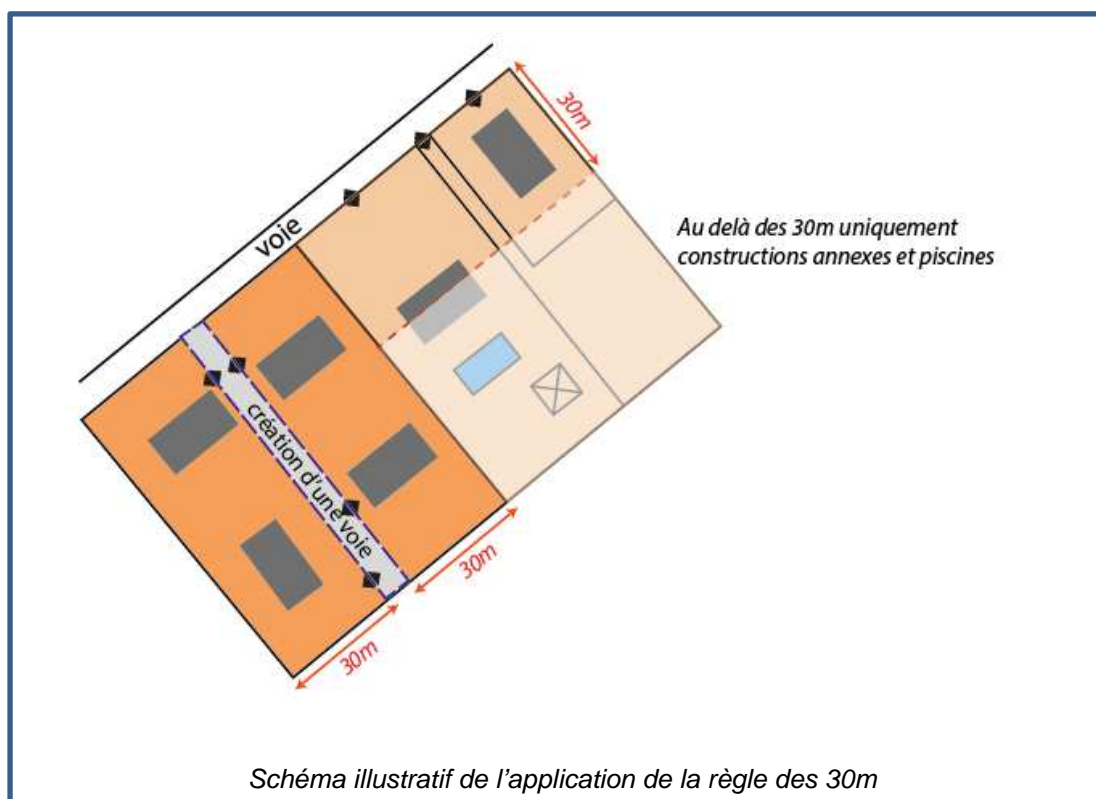 30m
voie
Au delà des 30m uniquement
constructions annexes et piscines
création d'une voie
30m
30m
Schéma illustratif de l'application de la règle des 30m